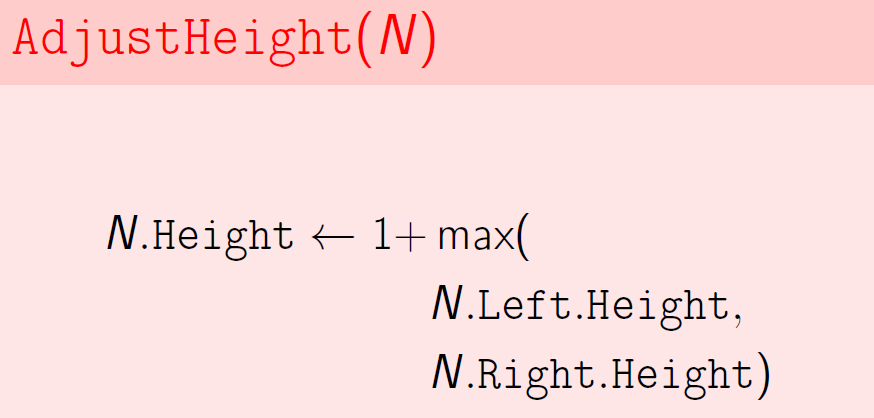 AdjustHeight(N)
N.Height ← 1+ max(
N.Left.Height,
N.Right.Height)